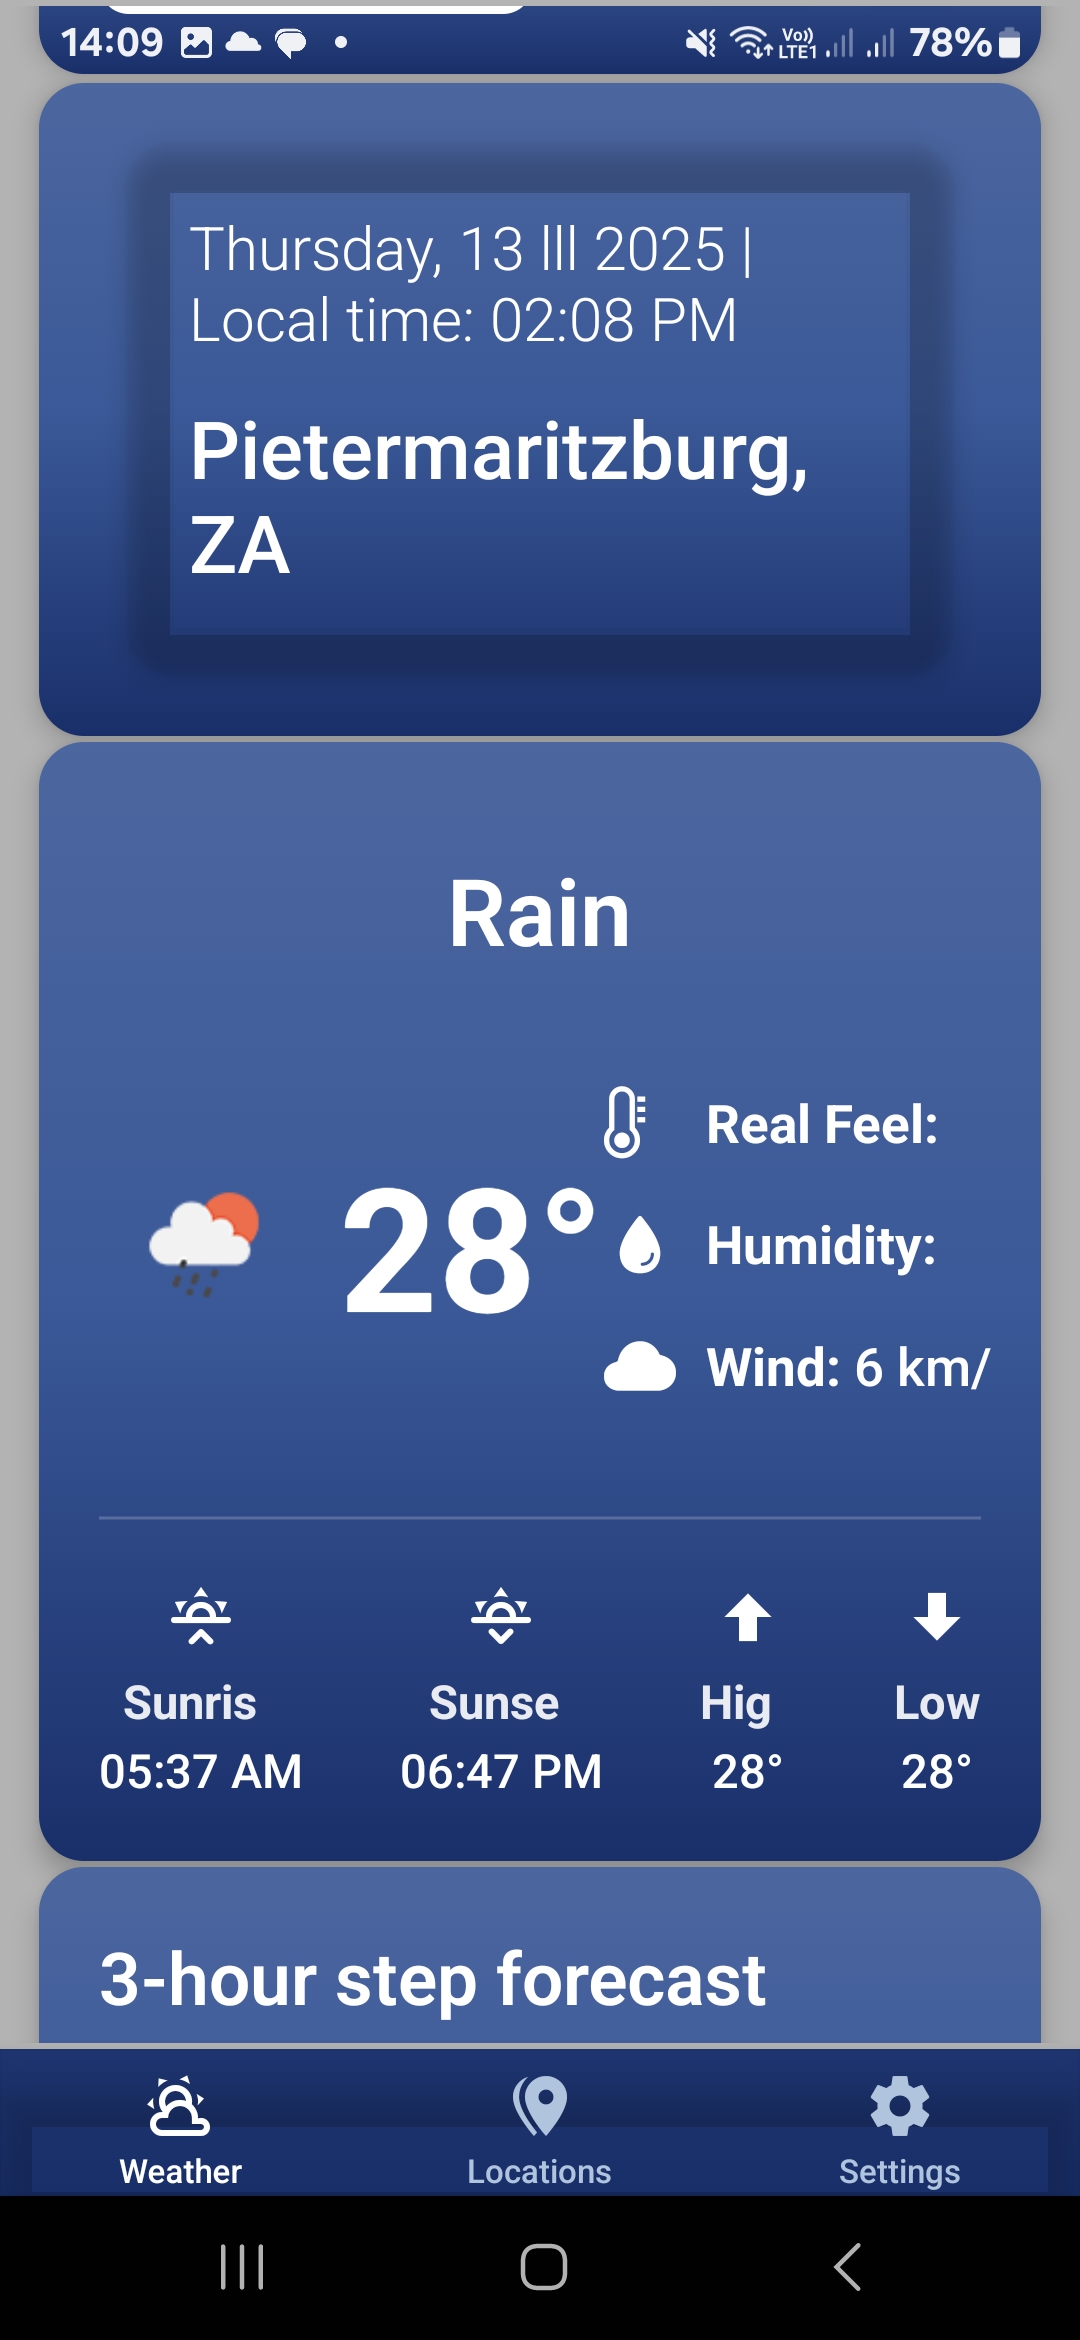 14:09 Vo)) LTE1 78%
Thursday, 13 lll 2025 |
Local time: 02:08 PM
Pietermaritzburg,
ZA
Rain
28°
Real Feel:
Humidity:
Wind: 6 km/
Sunris Sunse Hig Low
05:37 AM 06:47 PM 28° 28°
3-hour step forecast
Weather Locations Settings